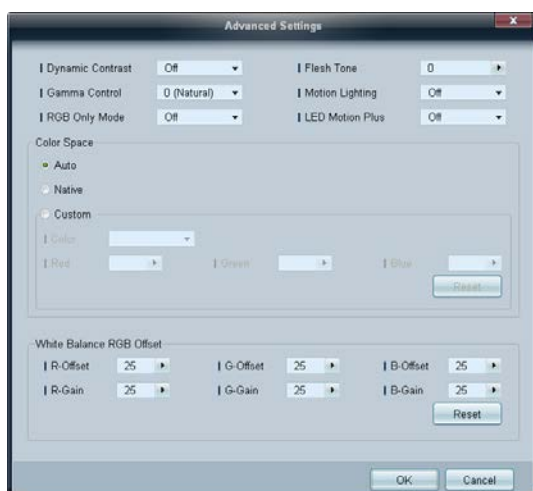 Advanced Settings
Dynamic Contrast Off Flesh Tone 0
Gamma Control 0 (Natural) Motion Lighting Off
RGB Only Mode Off LED Motion Plus Off
Color Space
Auto
Native
Custom
Color
Red Green Blue
Reset
White Balance RGB Offset
R-Offset 25 G-Offset 25 B-Offset 25
R-Gain 25 G-Gain 25 B-Gain 25
Reset
OK Cancel